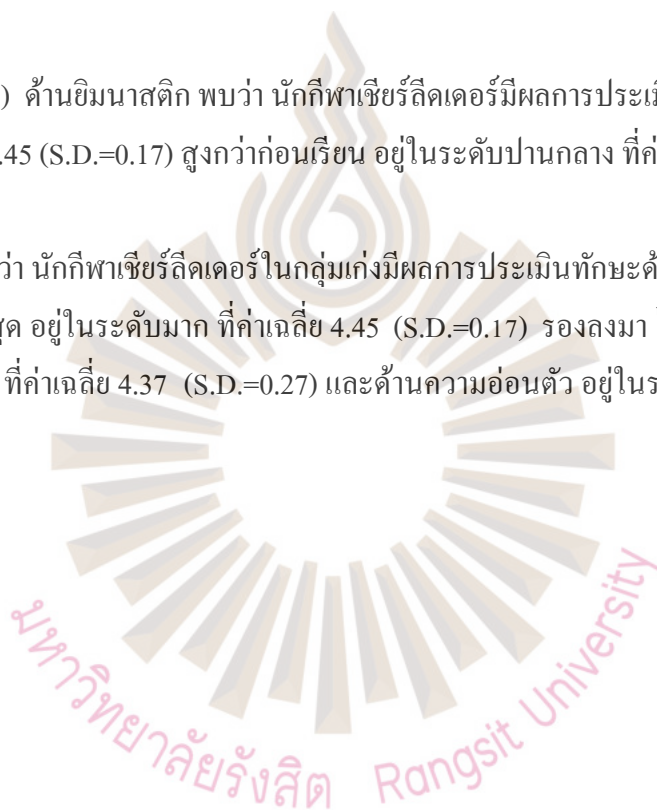 ) ด้านยิมนาสติก พบว่า นักกีฬาเชียร์ลีดเดอร์มีผลการประเมิ
.45 (S.D.=0.17) สูงกว่าก่อนเรียน อยู่ในระดับปานกลาง ที่ค่
ว่า นักกีฬาเชียร์ลีดเดอร์ในกลุ่มเก่งมีผลการประเมินทักษะด้
สุด อยู่ในระดับมาก ที่ค่าเฉลี่ย 4.45 (S.D.=0.17) รองลงมา
ที่ค่าเฉลี่ย 4.37 (S.D.=0.27) และด้านความอ่อนตัว อยู่ในร
มหาวิทยาลัยรังสิต Rangsit University